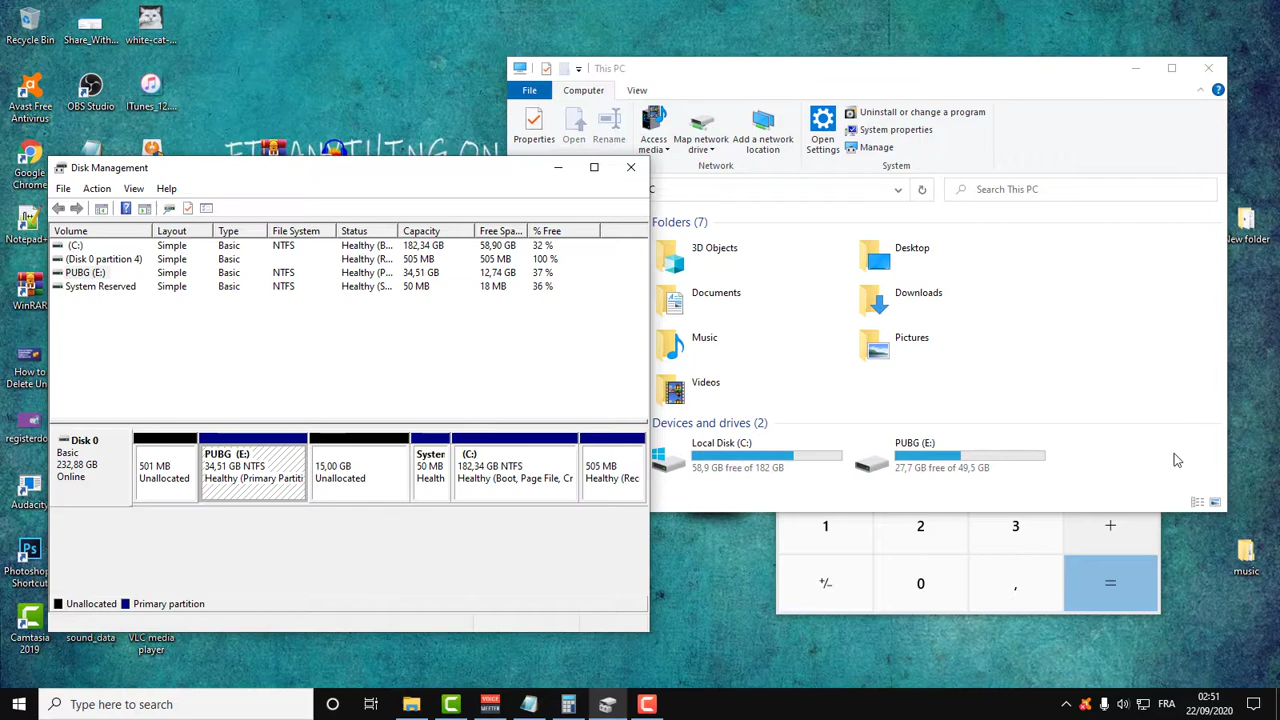 Recycle Bin
Share_With...
white-cat-...
Avast Free
Antivirus
OBS Studio
iTunes_12....
Google
Chrome
Notepad+
WinRAR
How to
Delete Un
registerdo
Audacity
Photoshop
Shortcut
Camtasia
2019
sound_data
VLC media
player
New folder
music
This PC
File
Computer
View
Properties
Open
Rename
Access
media
Map network
drive
Add a network
location
Network
Open
Settings
Uninstall or change a program
System properties
Manage
System
Search This PC
Folders (7)
3D Objects
Desktop
Documents
Downloads
Music
Pictures
Videos
Devices and drives (2)
Local Disk (C:)
58,9 GB free of 182 GB
PUBG (E:)
27,7 GB free of 49,5 GB
Disk Management
File Action View Help
Volume Layout Type File System Status Capacity Free Spa... % Free
(C:) Simple Basic NTFS Healthy (B... 182,34 GB 58,90 GB 32 %
(Disk 0 partition 4) Simple Basic Healthy (R... 505 MB 505 MB 100 %
PUBG (E:) Simple Basic NTFS Healthy (P... 34,51 GB 12,74 GB 37 %
System Reserved Simple Basic NTFS Healthy (S... 50 MB 18 MB 36 %
Disk 0
Basic
232,88 GB
Online
501 MB
Unallocated
PUBG (E:)
34,51 GB NTFS
Healthy (Primary Partiti
15,00 GB
Unallocated
System
50 MB
Health
(C:)
182,34 GB NTFS
Healthy (Boot, Page File, Cr
505 MB
Healthy (Rec
Unallocated
Primary partition
1 2 3 +
+/- 0 , =
Type here to search
VOICE
MEETER
FRA
02:51
22/09/2020